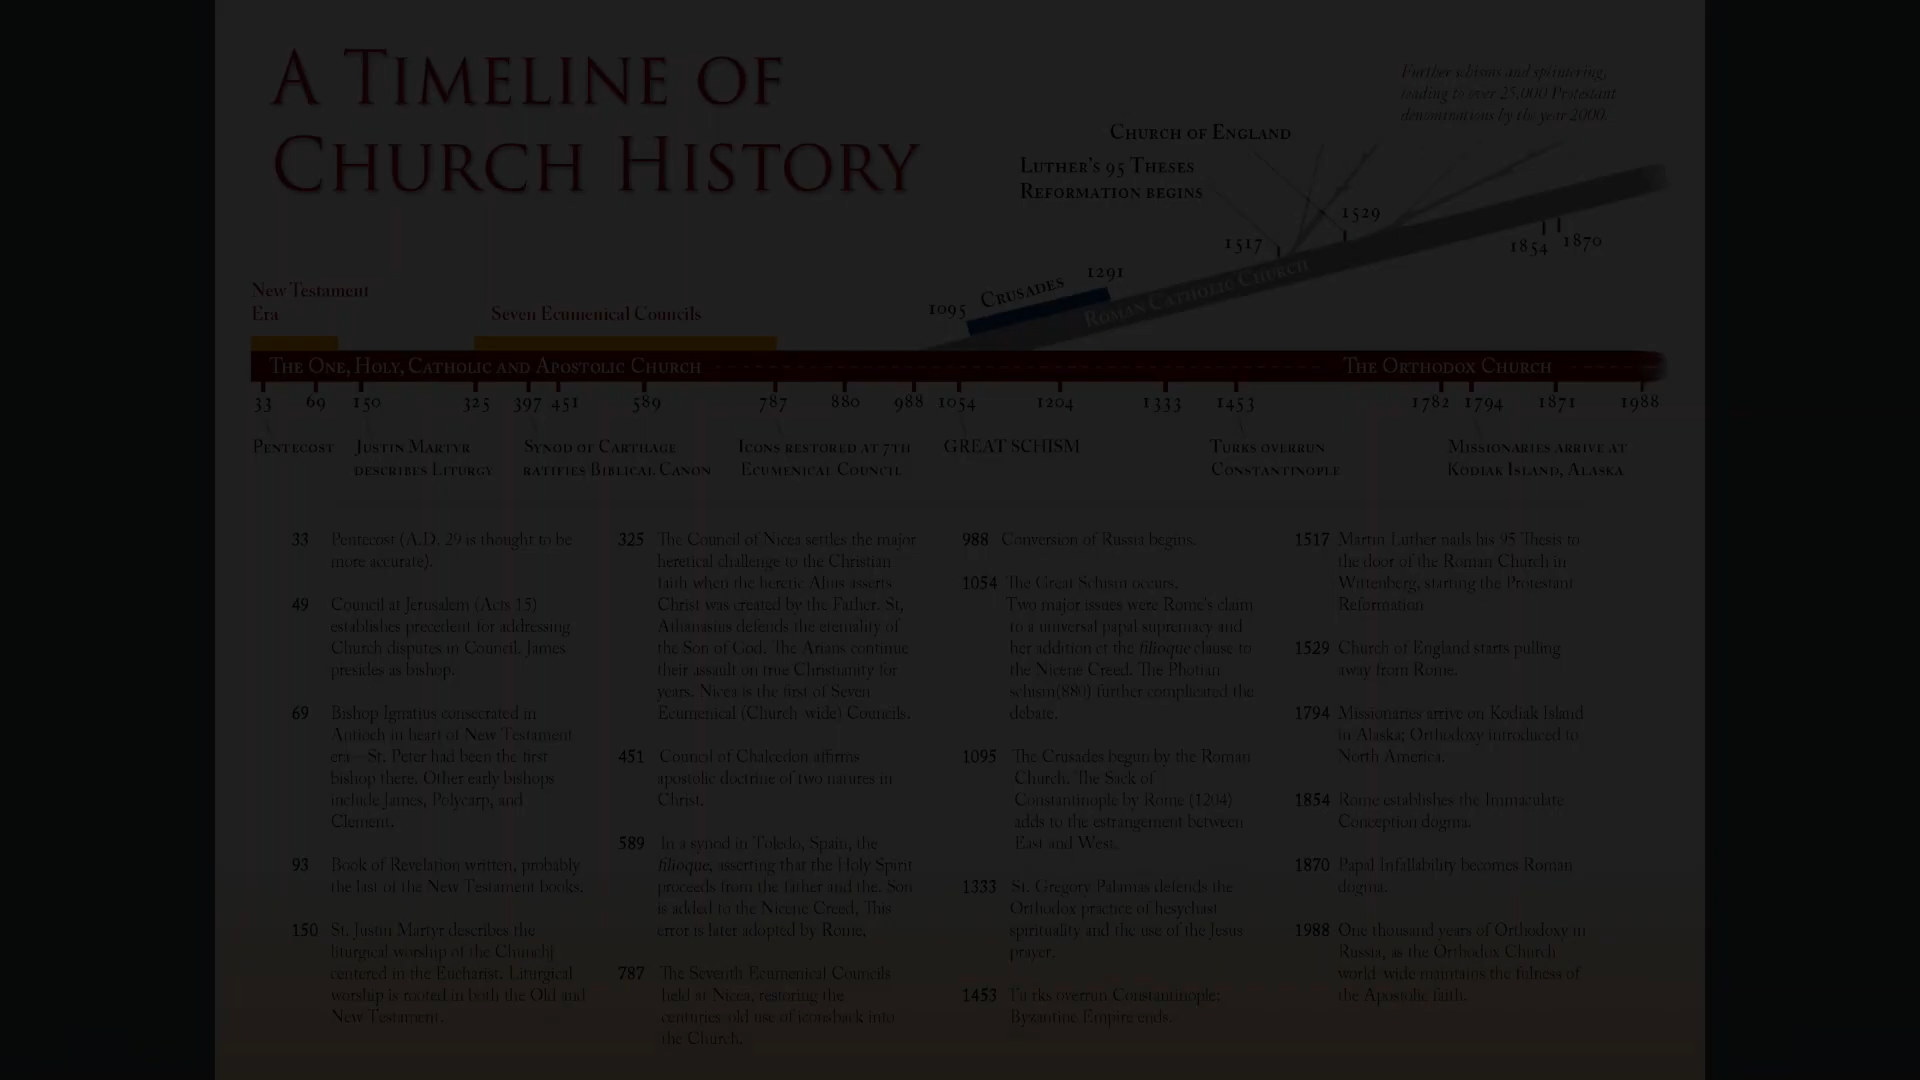 A Timeline of
Church History
Further schisms and splintering,
leading to over 25,000 Protestant
denominations by the year 2000.
Church of England
Luther's 95 Theses
Reformation begins
1529
1517
1854
1870
1291
Crusades
1095
Roman Catholic Church
New Testament
Era
Seven Ecumenical Councils
The One, Holy, Catholic and Apostolic Church
The Orthodox Church
33 69 150 325 397 451 589 787 880 988 1054 1204 1333 1453 1782 1794 1871 1988
Pentecost
Justin Martyr
describes Liturgy
Synod of Carthage
ratifies Biblical Canon
Icons restored at 7th
Ecumenical Council
GREAT SCHISM
Turks overrun
Constantinople
Missionaries arrive at
Kodiak Island, Alaska
33 Pentecost (A.D. 29 is thought to be
more accurate).
49 Council at Jerusalem (Acts 15)
establishes precedent for addressing
Church disputes in Council. James
presides as bishop.
69 Bishop Ignatius consecrated in
Antioch in heart of New Testament
era—St. Peter had been the first
bishop there. Other early bishops
include James, Polycarp, and
Clement.
93 Book of Revelation written, probably
the last of the New Testament books.
150 St. Justin Martyr describes the
liturgical worship of the Chunchj
centered in the Eucharist. Liturgical
worship is rooted in both the Old and
New Testament.
325 The Council of Nicea settles the major
heretical challenge to the Christian
faith when the heretic Alius asserts
Christ was created by the Father. St,
Athanasius defends the eternality of
the Son of God. The Arians continue
their assault on true Christianity for
years. Nicea is the first of Seven
Ecumenical (Church-wide) Councils.
451 Council of Chalcedon affirms
apostolic doctrine of two natures in
Christ.
589 In a synod in Toledo, Spain, the
filioque, asserting that the Holy Spirit
proceeds from the father and the. Son
is added to the Nicene Creed, This
error is later adopted by Rome,
787 The Seventh Ecumenical Councils
held at Nicea, restoring the
centuries-old use of iconsback into
the Church.
988 Conversion of Russia begins.
1054 The Great Schism occurs.
Two major issues were Rome's claim
to a universal papal supremacy and
her addition ct the filioque clause to
the Nicene Creed. The Photian
schism(880) further complicated the
debate.
1095 The Crusades begun by the Roman
Church. The Sack of
Constantinople by Rome (1204)
adds to the estrangement between
East and West.
1333 St. Gregory Palamas defends the
Orthodox practice of hesychast
spirituality and the use of the Jesus
prayer.
1453 Tu rks overrun Constantinople;
Byzantine Empire ends.
1517 Martin Luther nails his 95 Thesis to
the door of the Roman Church in
Wittenberg, starting the Protestant
Reformation
1529 Church of England starts pulling
away from Rome.
1794 Missionaries arrive on Kodiak Island
in Alaska; Orthodoxy introduced to
North America.
1854 Rome establishes the Immaculate
Conception dogma.
1870 Papal Infallability becomes Roman
dogma.
1988 One thousand years of Orthodoxy in
Russia, as the Orthodox Church
world-wide maintains the fulness of
the Apostolic faith.